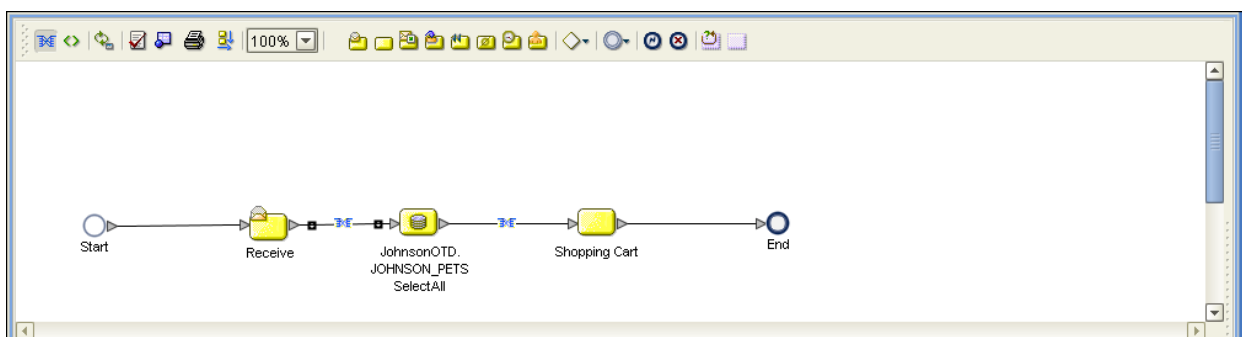 100%
Start
Receive
JohnsonOTD.
JOHNSON_PETS
SelectAll
Shopping Cart
End